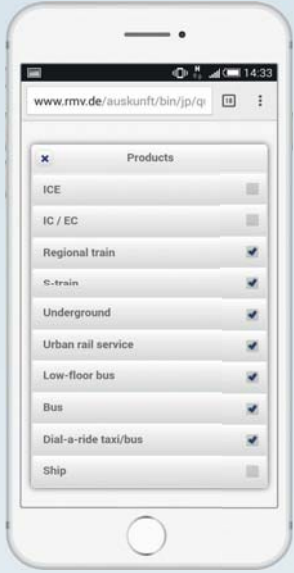 14:33
www.rmv.de/auskunft/bin/jp/q
Products
ICE
IC / EC
Regional train
S-train
Underground
Urban rail service
Low-floor bus
Bus
Dial-a-ride taxi/bus
Ship